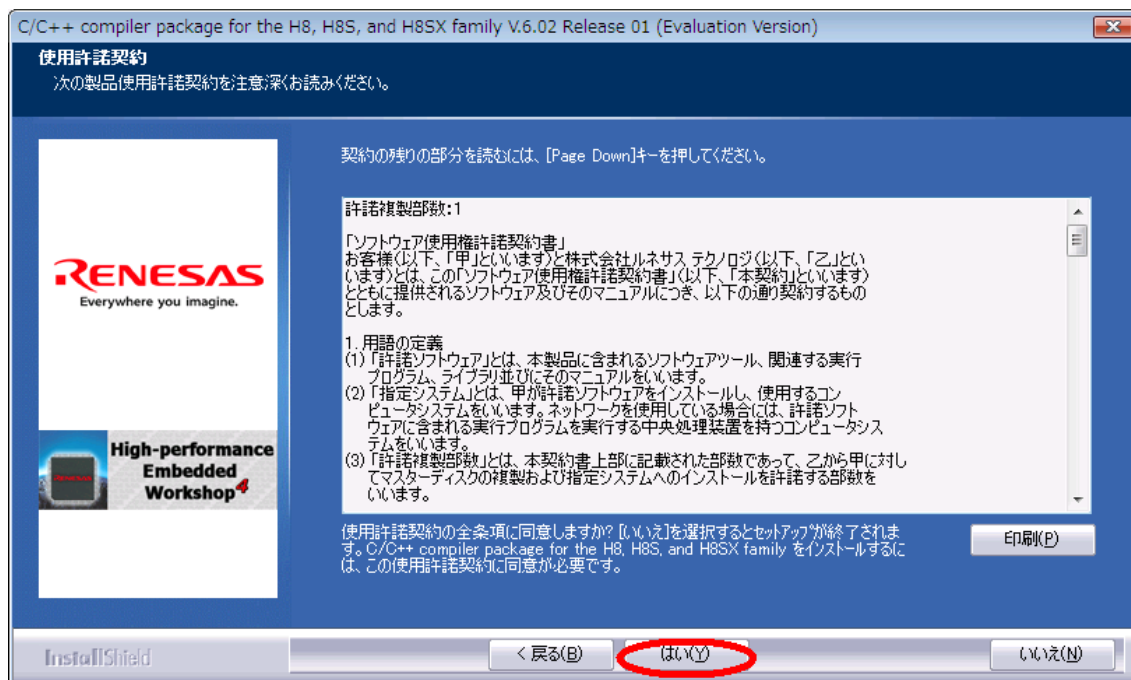 C/C++ compiler package for the H8, H8S, and H8SX family V.6.02 Release 01 (Evaluation Version)
使用許諾契約
次の製品使用許諾契約を注意深くお読みください。
契約の残りの部分を読むには、[Page Down]キーを押してください。
許諾複製部数:1
「ソフトウェア使用権許諾契約書」
お客様(以下、「甲」といいます)と株式会社ルネサス テクノロジ(以下、「乙」とい
います)とは、この「ソフトウェア使用権許諾契約書」(以下、「本契約」といいます)
とともに提供されるソフトウェア及びそのマニュアルにつき、以下の通り契約するもの
とします。
1. 用語の定義
(1) 「許諾ソフトウェア」とは、本製品に含まれるソフトウェアツール、関連する実行
プログラム、ライブラリ並びにそのマニュアルをいいます。
(2) 「指定システム」とは、甲が許諾ソフトウェアをインストールし、使用するコン
ピュータシステムをいいます。ネットワークを使用している場合には、許諾ソフト
ウェアに含まれる実行プログラムを実行する中央処理装置を持つコンピュータシス
テムをいいます。
(3) 「許諾複製部数」とは、本契約書上部に記載された部数であって、乙から甲に対し
てマスターディスクの複製および指定システムへのインストールを許諾する部数を
いいます。
RENESAS
Everywhere you imagine.
High-performance
Embedded
Workshop4
使用許諾契約の全条項に同意しますか? [いいえ]を選択するとセットアップが終了されま
す。C/C++ compiler package for the H8, H8S, and H8SX family をインストールするに
は、この使用許諾契約に同意が必要です。
印刷(P)
InstallShield
< 戻る(B)
はい(Y)
いいえ(N)